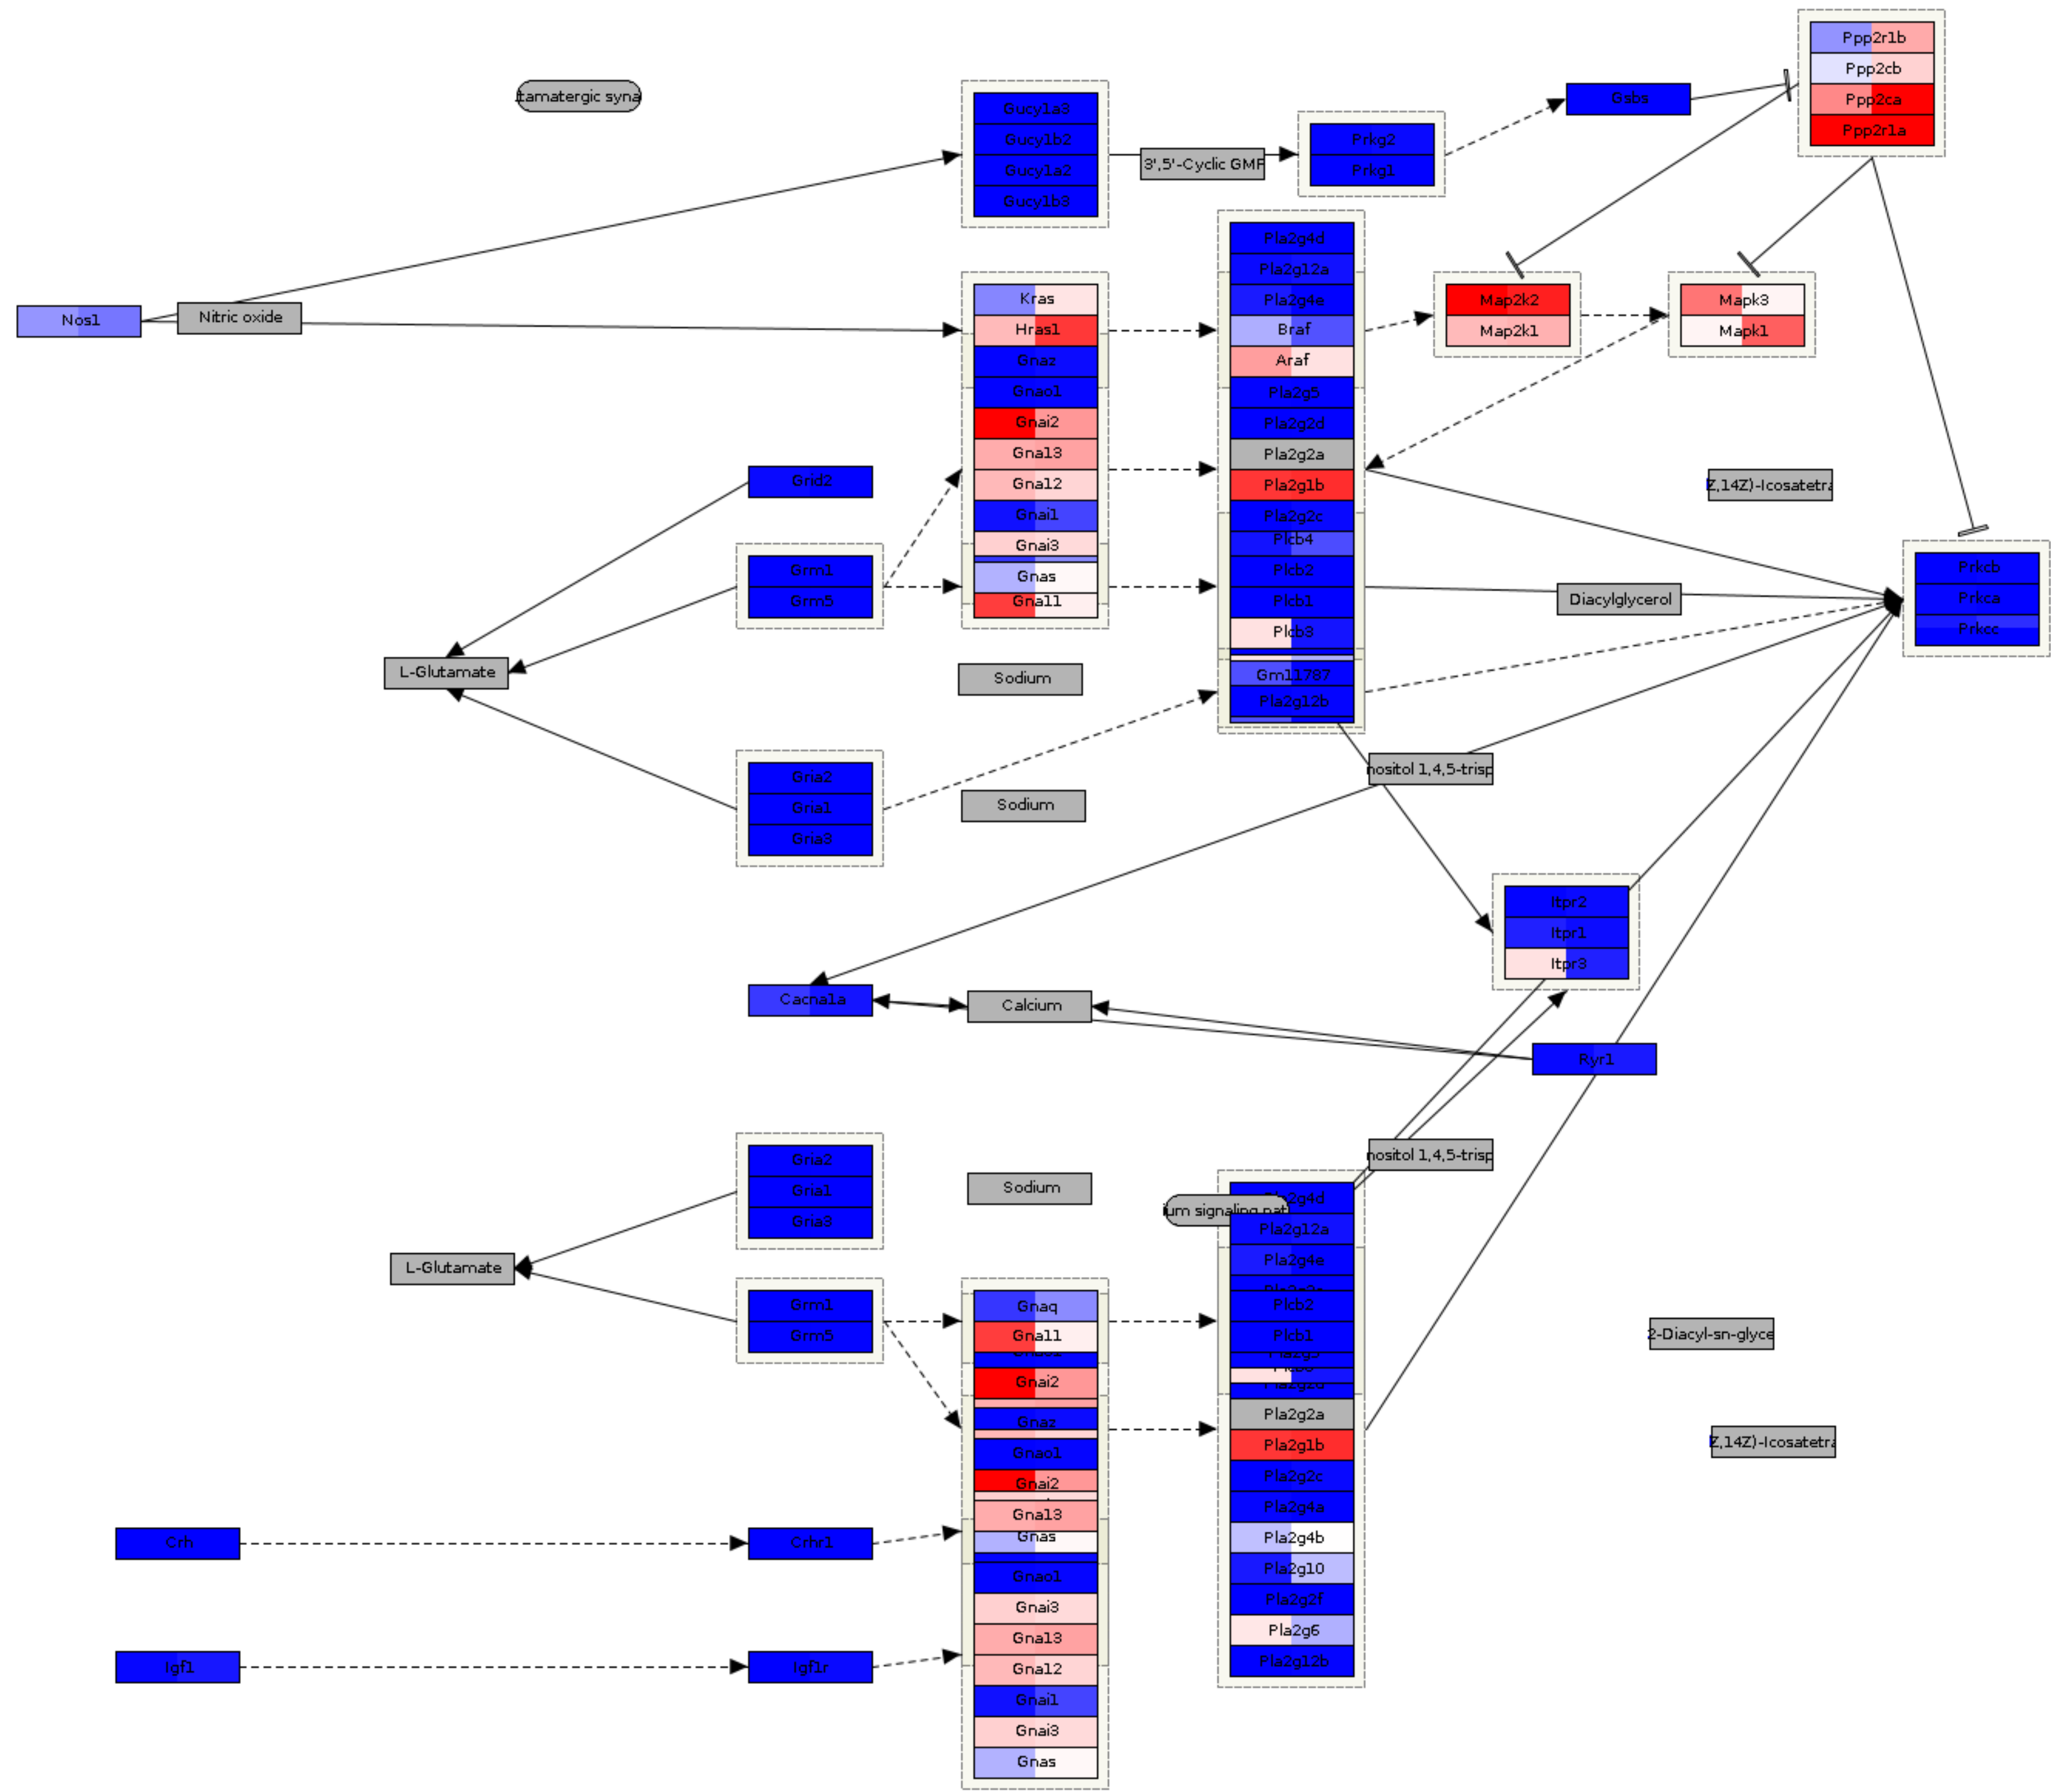 Ppp2r1b
Ppp2cb
Ppp2ca
Ppp2r1a
tamatergic syna
Gsbs
Gucy1a3
Gucy1b2
Gucy1a2
Gucy1b3
3',5'-Cyclic GMP
Prkg2
Prkg1
Nos1
Nitric oxide
Kras
Hras1
Gnaz
Gnao1
Gnai2
Gna13
Gna12
Gnai1
Gnai3
Gnas
Gna11
Pla2g4d
Pla2g12a
Pla2g4e
Braf
Araf
Pla2g5
Pla2g2d
Pla2g2a
Pla2g1b
Pla2g2c
Plcb4
Plcb2
Plcb1
Plcb3
Gm11787
Pla2g12b
Map2k2
Map2k1
Mapk3
Mapk1
Z,14Z)-Icosatetra
Grid2
Grm1
Grm5
L-Glutamate
Sodium
Diacylglycerol
Prkcb
Prkca
Prkcc
Gria2
Gria1
Gria3
Sodium
nositol 1,4,5-trisp
Itpr2
Itpr1
Itpr3
Cacna1a
Calcium
Ryr1
nositol 1,4,5-trisp
Gria2
Gria1
Gria3
Sodium
L-Glutamate
Grm1
Grm5
ium signaling pat
2g4d
Pla2g12a
Pla2g4e
Plcb2
Plcb1
Pla2g2a
Pla2g1b
Pla2g2c
Pla2g4a
Pla2g4b
Pla2g10
Pla2g2f
Pla2g6
Pla2g12b
Gnaq
Gna11
Gnai2
Gnaz
Gnao1
Gnai2
Gna13
Gnas
Gnao1
Gnai3
Gna13
Gna12
Gnai1
Gnai3
Gnas
2-Diacyl-sn-glyce
Z,14Z)-Icosatetra
Crh
Crhr1
Igf1
Igf1r